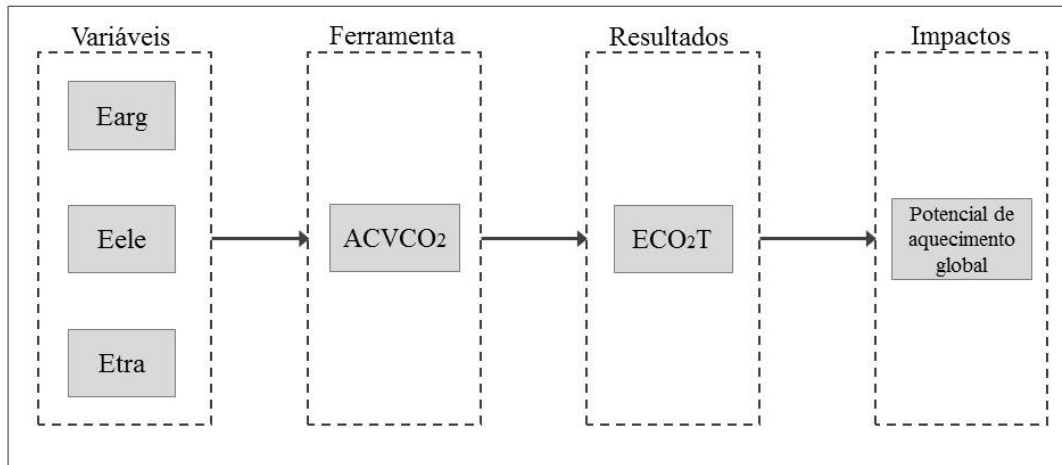 Variáveis
Ferramenta
Resultados
Impactos
Earg
Eele
Etra
ACVCO₂
ECO₂T
Potencial de
aquecimento
global